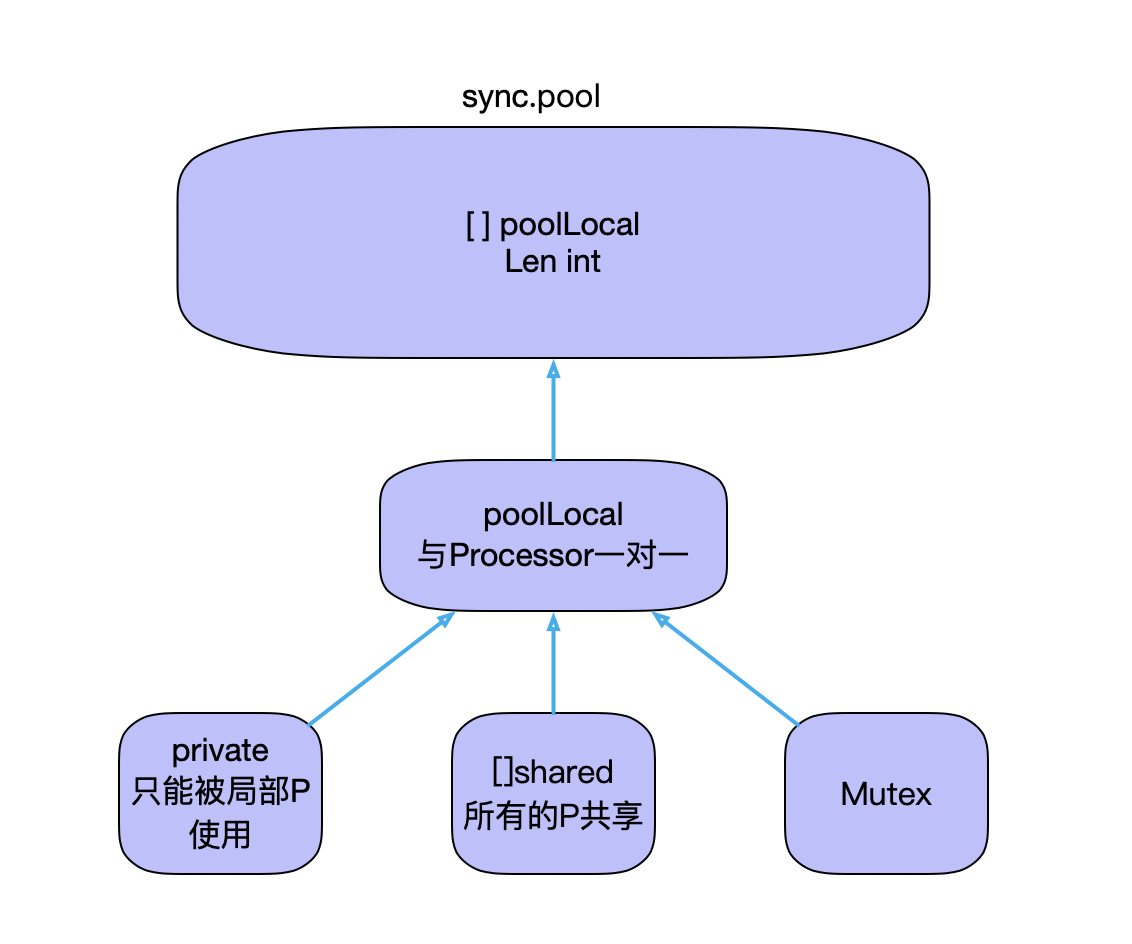 sync.pool
[ ] poolLocal
Len int
poolLocal
与Processor一对一
private
只能被局部P
使用
[]shared
所有的P共享
Mutex